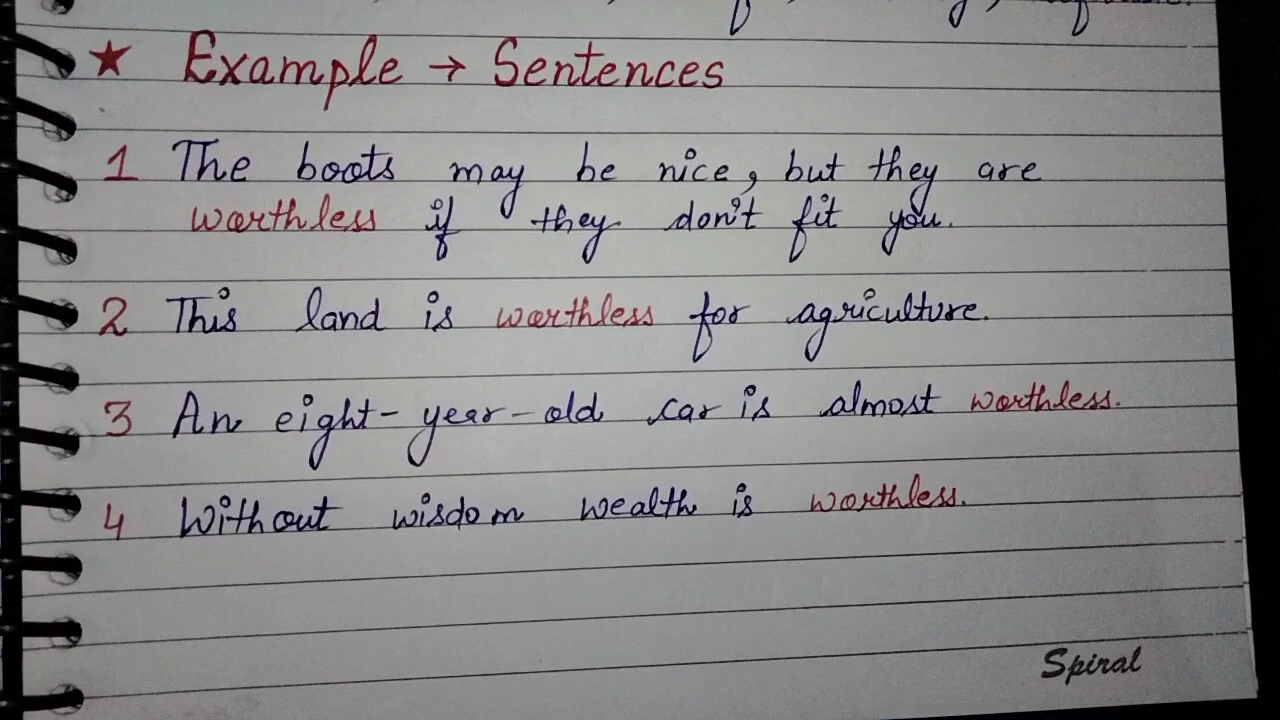 ★ Example → Sentences
1 The boots may be nice, but they are
worthless if they don't fit you.
2 This land is worthless for agriculture.
3 An eight-year-old car is almost worthless.
4 Without wisdom wealth is worthless.
Spiral